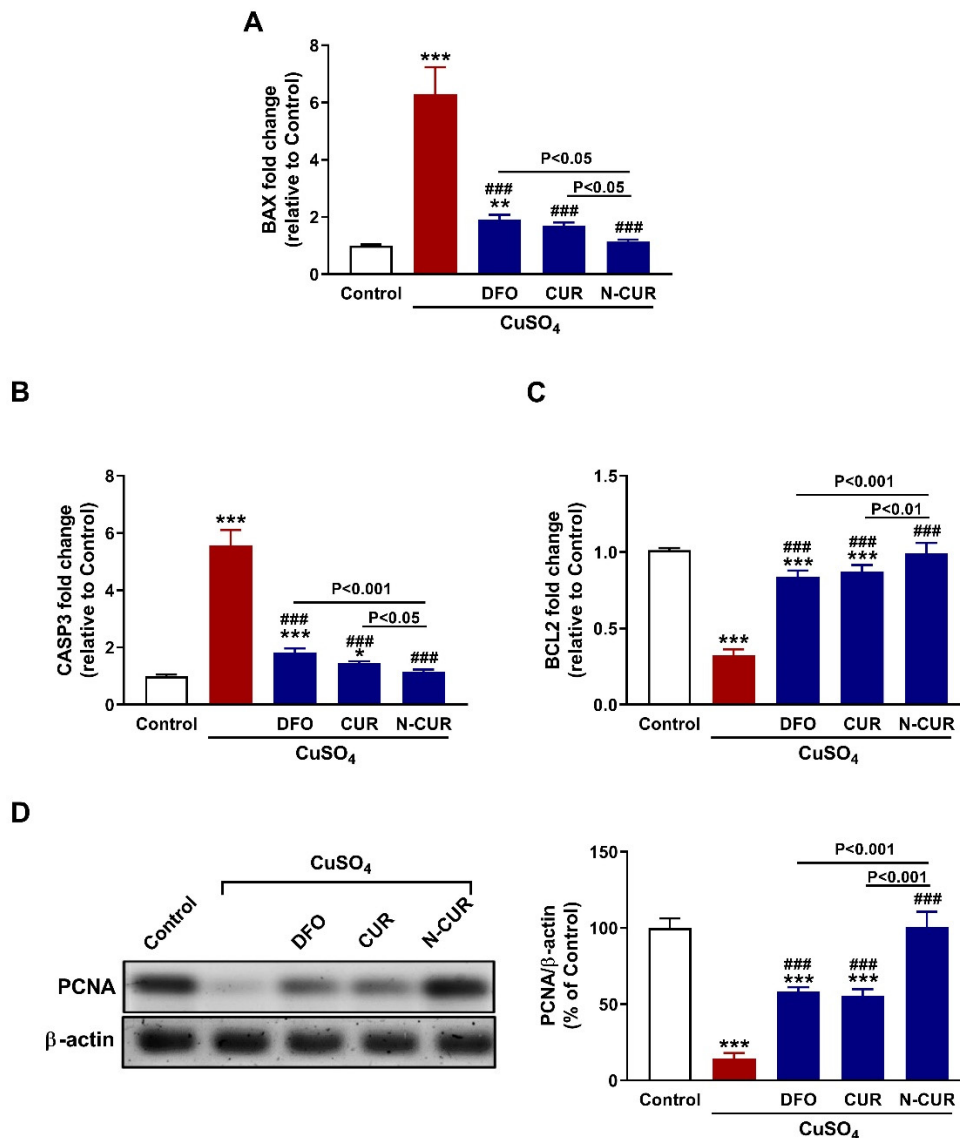 A
BAX fold change
(relative to Control)
8
6
4
2
0
***
P<0.05
P<0.05
###
**
###
###
Control
DFO
CUR
N-CUR
CuSO₄
B
CASP3 fold change
(relative to Control)
8
6
4
2
0
***
P<0.001
P<0.05
###
***
###
*
###
Control
DFO
CUR
N-CUR
CuSO₄
C
BCL2 fold change
(relative to Control)
1.5
1.0
0.5
0.0
***
P<0.001
P<0.01
###
***
###
***
###
Control
DFO
CUR
N-CUR
CuSO₄
D
CuSO₄
Control
DFO
CUR
N-CUR
PCNA
β-actin
PCNA/β-actin
(% of Control)
150
100
50
0
***
P<0.001
P<0.001
###
***
###
***
###
Control
DFO
CUR
N-CUR
CuSO₄